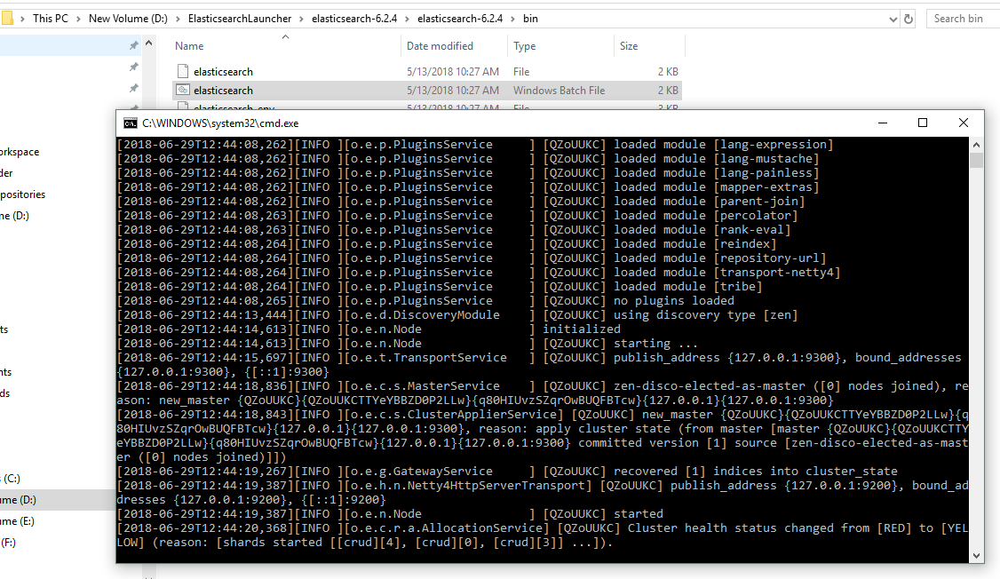 This PC > New Volume (D:) > ElasticsearchLauncher > elasticsearch-6.2.4 > elasticsearch-6.2.4 > bin
Search bin
Name Date modified Type Size
elasticsearch 5/13/2018 10:27 AM File 2 KB
elasticsearch 5/13/2018 10:27 AM Windows Batch File 2 KB
C:\WINDOWS\system32\cmd.exe
orkspace
der
positories
me (D:)
ts
nts
ds
(C:)
ume (D:)
ume (E:)
(F:)
[2018-06-29T12:44:08,262][INFO ][o.e.p.PluginsService     ] [QZoUUKC] loaded module [lang-expression]
[2018-06-29T12:44:08,262][INFO ][o.e.p.PluginsService     ] [QZoUUKC] loaded module [lang-mustache]
[2018-06-29T12:44:08,262][INFO ][o.e.p.PluginsService     ] [QZoUUKC] loaded module [lang-painless]
[2018-06-29T12:44:08,262][INFO ][o.e.p.PluginsService     ] [QZoUUKC] loaded module [mapper-extras]
[2018-06-29T12:44:08,262][INFO ][o.e.p.PluginsService     ] [QZoUUKC] loaded module [parent-join]
[2018-06-29T12:44:08,263][INFO ][o.e.p.PluginsService     ] [QZoUUKC] loaded module [percolator]
[2018-06-29T12:44:08,263][INFO ][o.e.p.PluginsService     ] [QZoUUKC] loaded module [rank-eval]
[2018-06-29T12:44:08,264][INFO ][o.e.p.PluginsService     ] [QZoUUKC] loaded module [reindex]
[2018-06-29T12:44:08,264][INFO ][o.e.p.PluginsService     ] [QZoUUKC] loaded module [repository-url]
[2018-06-29T12:44:08,264][INFO ][o.e.p.PluginsService     ] [QZoUUKC] loaded module [transport-netty4]
[2018-06-29T12:44:08,264][INFO ][o.e.p.PluginsService     ] [QZoUUKC] loaded module [tribe]
[2018-06-29T12:44:08,265][INFO ][o.e.p.PluginsService     ] [QZoUUKC] no plugins loaded
[2018-06-29T12:44:13,444][INFO ][o.e.d.DiscoveryModule    ] [QZoUUKC] using discovery type [zen]
[2018-06-29T12:44:14,613][INFO ][o.e.n.Node               ] initialized
[2018-06-29T12:44:14,613][INFO ][o.e.n.Node               ] [QZoUUKC] starting ...
[2018-06-29T12:44:15,697][INFO ][o.e.t.TransportService   ] [QZoUUKC] publish_address {127.0.0.1:9300}, bound_addresses
{127.0.0.1:9300}, {[::1]:9300}
[2018-06-29T12:44:18,836][INFO ][o.e.c.s.MasterService    ] [QZoUUKC] zen-disco-elected-as-master ([0] nodes joined), re
ason: new_master {QZoUUKC}{QZoUUKCTTYeYBBZD0P2LLw}{q80HIUvzSZqrOwBUQFBTcw}{127.0.0.1}{127.0.0.1:9300}
[2018-06-29T12:44:18,843][INFO ][o.e.c.s.ClusterApplierService] [QZoUUKC] new_master {QZoUUKC}{QZoUUKCTTYeYBBZD0P2LLw}{q
80HIUvzSZqrOwBUQFBTcw}{127.0.0.1}{127.0.0.1:9300}, reason: apply cluster state (from master [master {QZoUUKC}{QZoUUKCTTY
eYBBZD0P2LLw}{q80HIUvzSZqrOwBUQFBTcw}{127.0.0.1}{127.0.0.1:9300} committed version [1] source [zen-disco-elected-as-mast
er ([0] nodes joined)]])
[2018-06-29T12:44:19,267][INFO ][o.e.g.GatewayService     ] [QZoUUKC] recovered [1] indices into cluster_state
[2018-06-29T12:44:19,387][INFO ][o.e.h.n.Netty4HttpServerTransport] [QZoUUKC] publish_address {127.0.0.1:9200}, bound_ad
dresses {127.0.0.1:9200}, {[::1]:9200}
[2018-06-29T12:44:19,387][INFO ][o.e.n.Node               ] [QZoUUKC] started
[2018-06-29T12:44:20,368][INFO ][o.e.c.r.a.AllocationService] [QZoUUKC] Cluster health status changed from [RED] to [YEL
LOW] (reason: [shards started [[crud][4], [crud][0], [crud][3]] ...]).